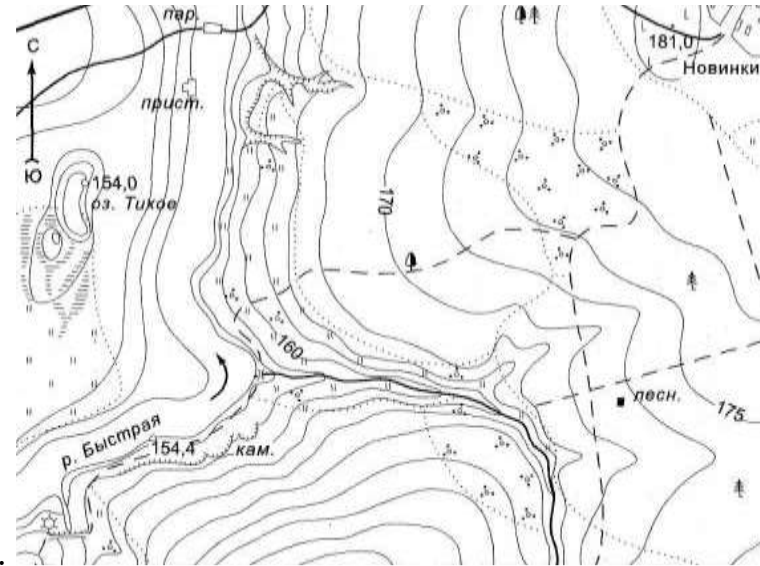 пар.
181,0
С
Новинки
прист.
Ю
154,0
оз. Тихое
170
160
лесн.
175
р. Быстрая
154,4
кам.